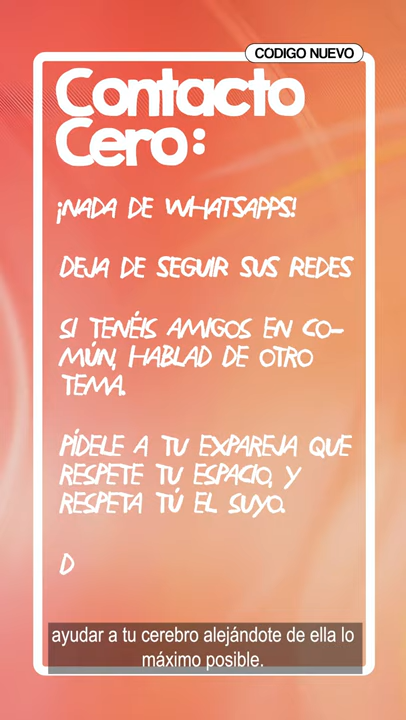 CODIGO NUEVO
Contacto
Cero:
¡NADA DE WHATSAPPS!
DEJA DE SEGUIR SUS REDES
SI TENÉIS AMIGOS EN CO-
MÚN, HABLAD DE OTRO
TEMA.
PÍDELE A TU EXPAREJA QUE
RESPETE TU ESPACIO, Y
RESPETA TÚ EL SUYO.
D
ayudar a tu cerebro alejándote de ella lo
máximo posible.